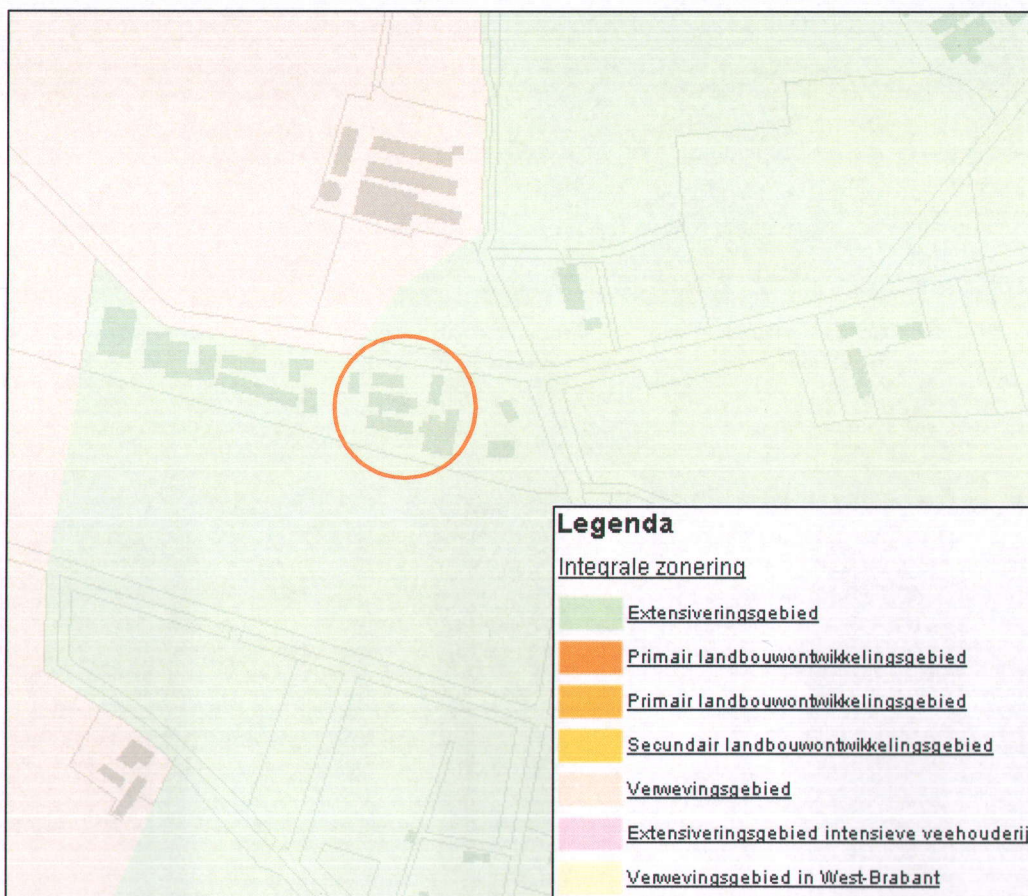 Legenda
Integrale zonering
Extensiveringsgebied
Primair landbouwontwikkelingsgebied
Primair landbouwontwikkelingsgebied
Secundair landbouwontwikkelingsgebied
Verwevingsgebied
Extensiveringsgebied intensieve veehouderij
Verwevingsgebied in West-Brabant